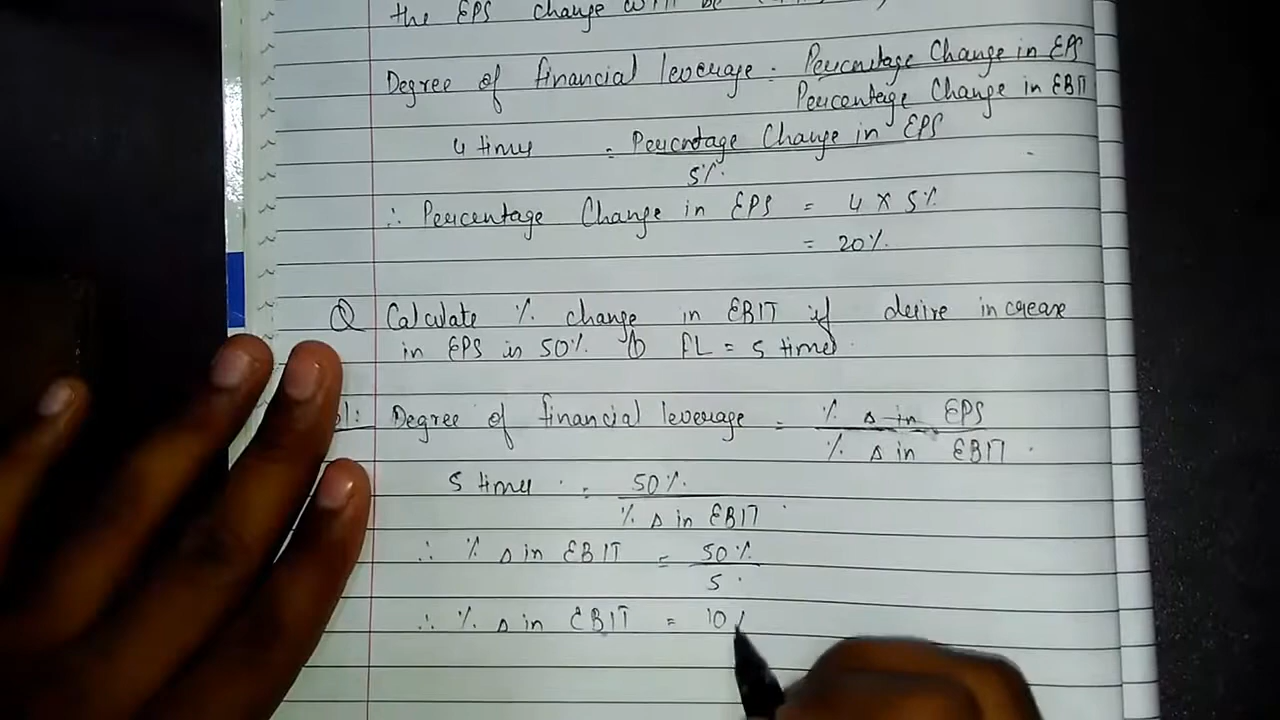 the EPS change will be
Degree of financial leverage = Percentage Change in EPS
Percentage Change in EBIT
4 times = Percentage Change in EPS
5%
∴ Percentage Change in EPS = 4 x 5%
= 20%
Q Calculate % change in EBIT if desire increase
in EPS is 50% & FL = 5 times
Degree of financial leverage = % Δ in EPS
% Δ in EBIT
5 times = 50%
% Δ in EBIT
∴ % Δ in EBIT = 50%
5
∴ % Δ in EBIT = 10%